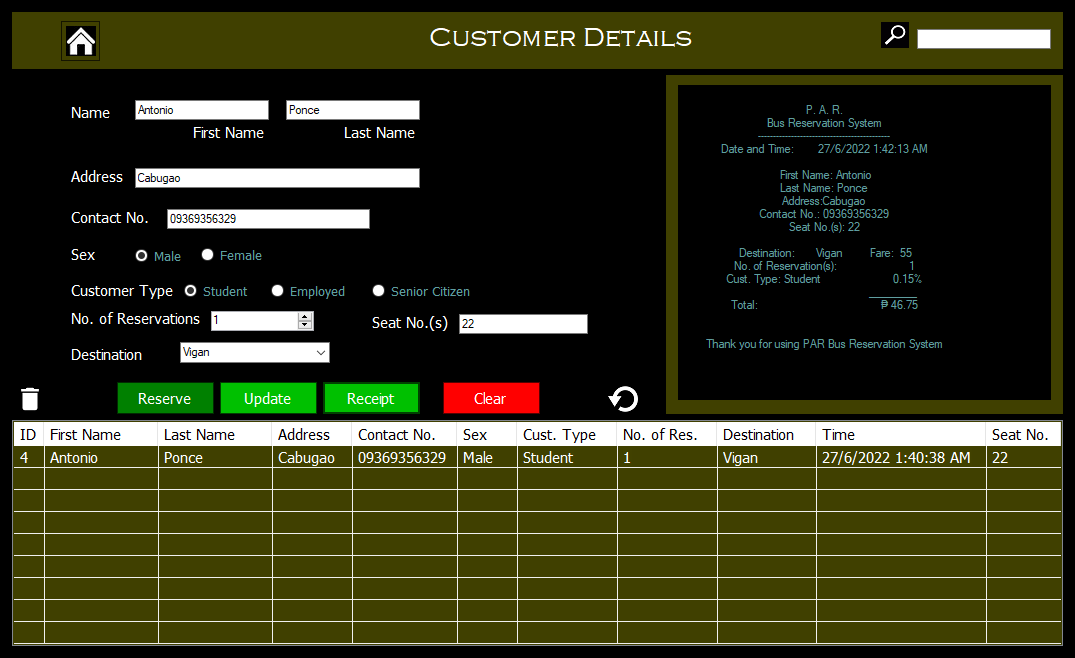 Customer Details
Name Antonio Ponce
First Name Last Name
Address Cabugao
Contact No. 09369356329
Sex Male Female
Customer Type Student Employed Senior Citizen
No. of Reservations 1 Seat No.(s) 22
Destination Vigan
Reserve Update Receipt Clear
P. A. R.
Bus Reservation System
----------------------------------------
Date and Time: 27/6/2022 1:42:13 AM
First Name: Antonio
Last Name: Ponce
Address:Cabugao
Contact No.: 09369356329
Seat No.(s): 22
Destination: Vigan Fare: 55
No. of Reservation(s): 1
Cust. Type: Student 0.15%
Total: ₱ 46.75
Thank you for using PAR Bus Reservation System
ID First Name Last Name Address Contact No. Sex Cust. Type No. of Res. Destination Time Seat No.
4 Antonio Ponce Cabugao 09369356329 Male Student 1 Vigan 27/6/2022 1:40:38 AM 22